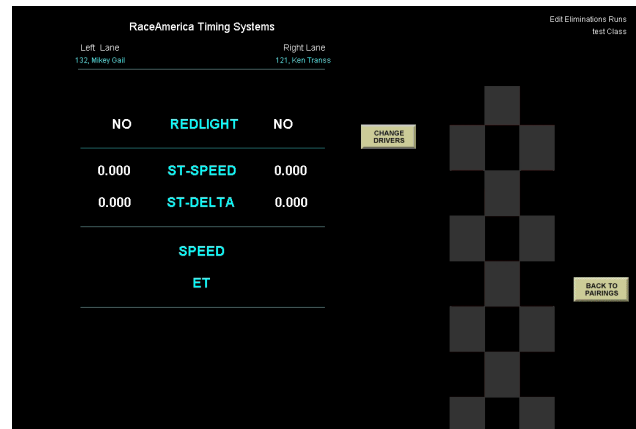 RaceAmerica Timing Systems
Edit Eliminations Runs
test Class
Left Lane Right Lane
132, Mikey Gail 121, Ken Transs
NO REDLIGHT NO
CHANGE
DRIVERS
0.000 ST-SPEED 0.000
0.000 ST-DELTA 0.000
SPEED
ET
BACK TO
PAIRINGS